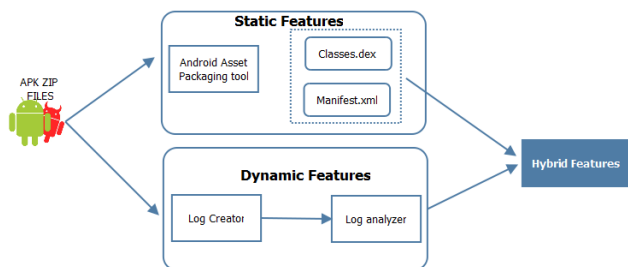 Static Features
Android Asset
Packaging tool
Classes.dex
Manifest.xml
APK ZIP
FILES
Hybrid Features
Dynamic Features
Log Creator
Log analyzer